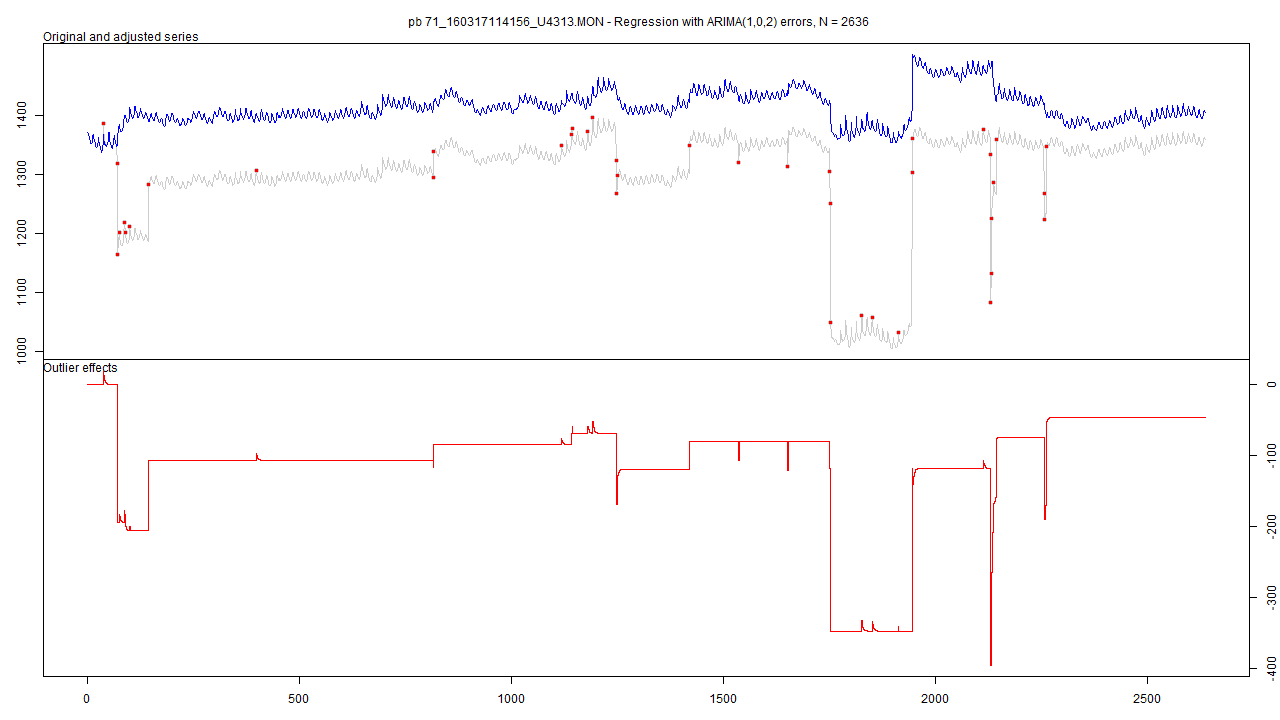 pb 71_160317114156_U4313.MON - Regression with ARIMA(1,0,2) errors, N = 2636
Original and adjusted series
1400
1300
1200
1100
1000
Outlier effects
0
-100
-200
-300
-400
0 500 1000 1500 2000 2500